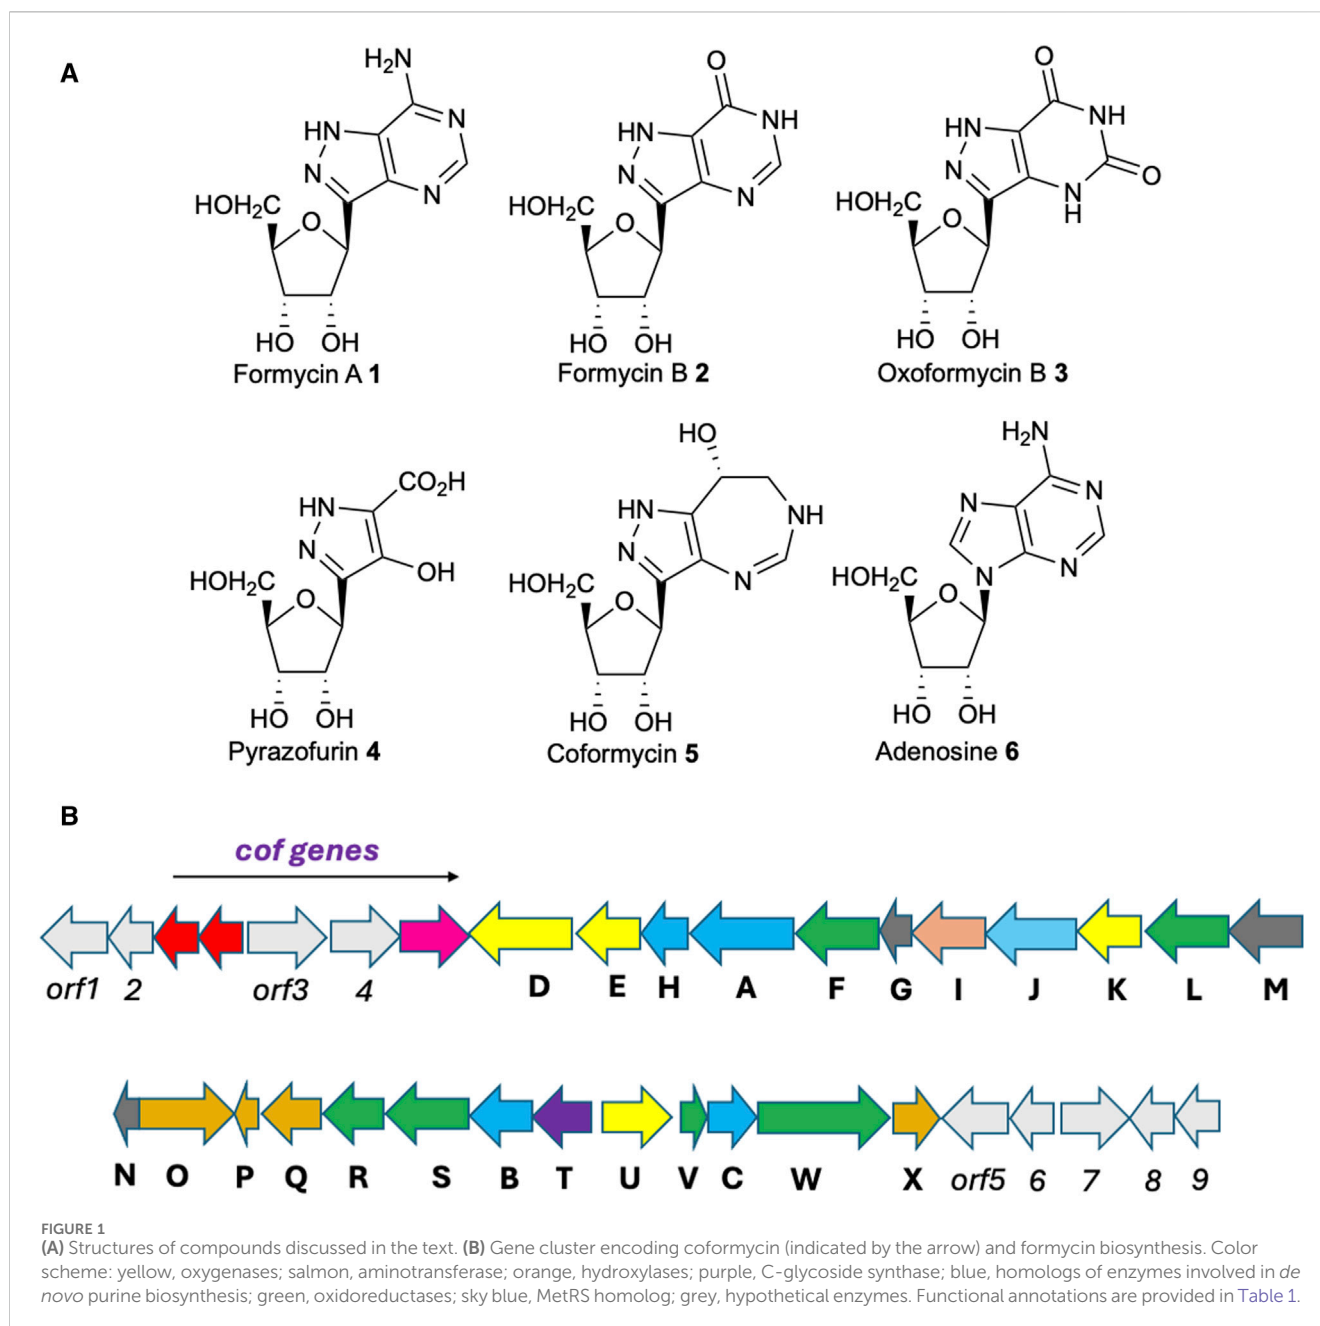 A
H₂N
N
HN
N
N
HOH₂C
O
HO OH
Formycin A 1
O
NH
HN
N
N
HOH₂C
O
HO OH
Formycin B 2
O
NH
HN
N
O
N
H
HOH₂C
O
HO OH
Oxoformycin B 3
CO₂H
HN
N
OH
HOH₂C
O
HO OH
Pyrazofurin 4
HO
HN
NH
N
N
HOH₂C
O
HO OH
Coformycin 5
H₂N
N
N
N
N
HOH₂C
O
HO OH
Adenosine 6
B
cof genes
orf1 2 orf3 4 D E H A F G I J K L M
N O P Q R S B T U V C W X orf5 6 7 8 9
FIGURE 1
(A) Structures of compounds discussed in the text. (B) Gene cluster encoding coformycin (indicated by the arrow) and formycin biosynthesis. Color
scheme: yellow, oxygenases; salmon, aminotransferase; orange, hydroxylases; purple, C-glycoside synthase; blue, homologs of enzymes involved in de
novo purine biosynthesis; green, oxidoreductases; sky blue, MetRS homolog; grey, hypothetical enzymes. Functional annotations are provided in Table 1.